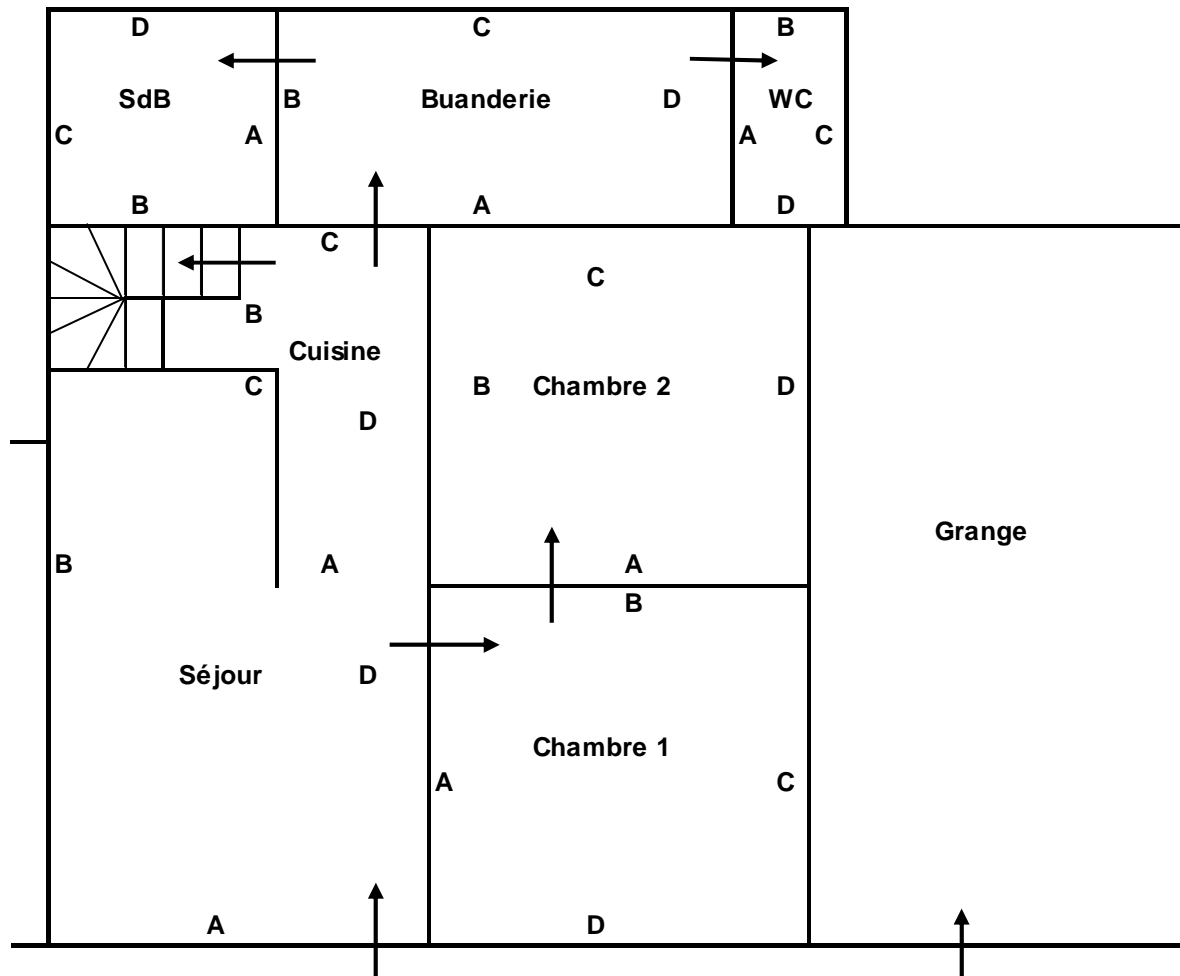 D C B
SdB B Buanderie D WC
C A A C
B A D
C
C
B
Cuisine
C B Chambre 2 D
D
Grange
B A A
B
Séjour D
Chambre 1
A C
A D